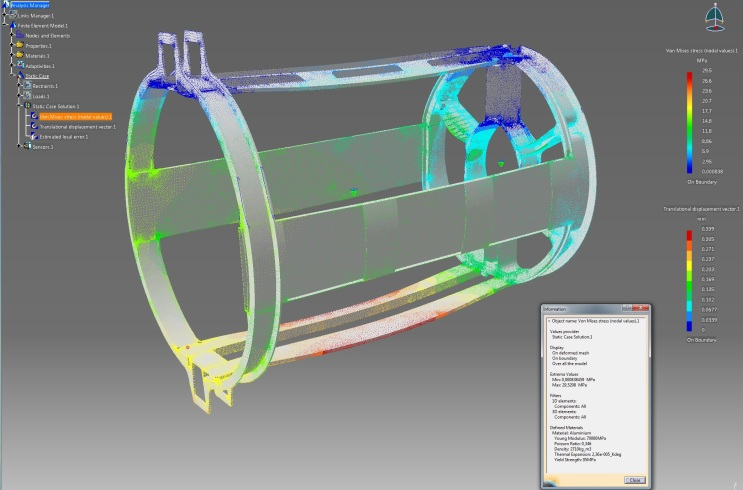 Analysis Manager
Links Manager.1
Finite Element Model.1
Nodes and Elements
Properties.1
Materials.1
Adaptivities.1
Static Case
Restraints.1
Loads.1
Static Case Solution.1
Von Mises stress (nodal values).1
Translational displacement vector.1
Estimated local error.1
Sensors.1
Von Mises stress (nodal values).1
MPa
29.5
26.6
23.6
20.7
17.7
14.8
11.8
8.86
5.9
2.95
0.000838
On Boundary
Translational displacement vector.1
mm
0.339
0.305
0.271
0.237
0.203
0.169
0.135
0.102
0.0677
0.0339
0
On Boundary
Information
Object name: Von Mises stress (nodal values).1
Values provider
Static Case Solution.1
Display
On deformed mesh
On boundary
Over all the model
Extrema Values
Min: MPa
Max: MPa
Filters
2D elements:
Components: All
3D elements:
Components: All
Defined Materials
Material: Aluminium
Young Modulus: 70000MPa
Poisson Ratio: 0,346
Density: 2710kg_m3
Thermal Expansion: 2,36e-005_Kdeg
Yield Strength: 95MPa
Close